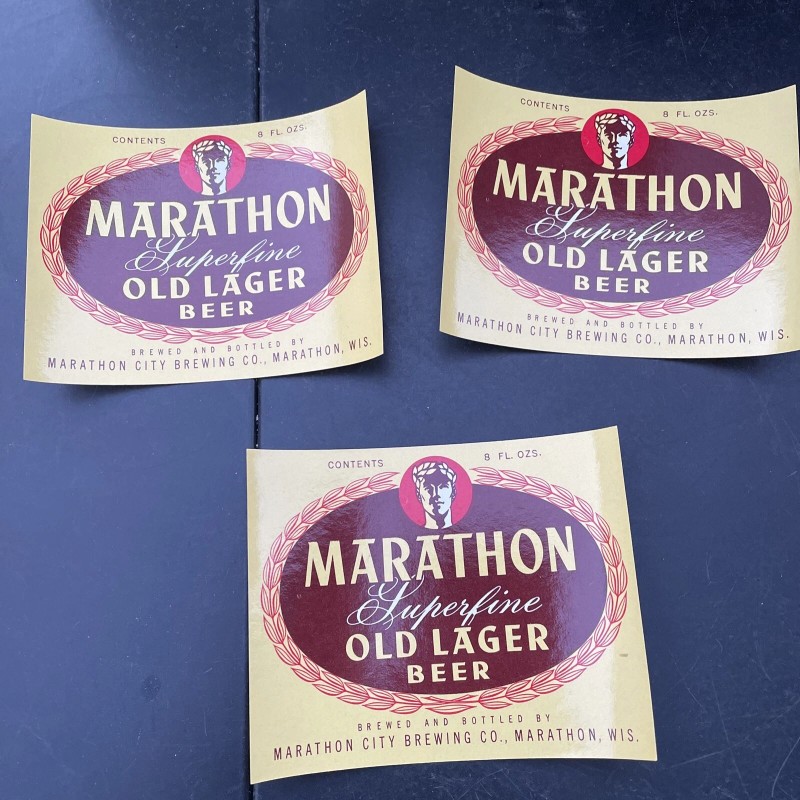 CONTENTS 8 FL. OZS.
MARATHON
Superfine
OLD LAGER
BEER
BREWED AND BOTTLED BY
MARATHON CITY BREWING CO., MARATHON, WIS.
CONTENTS 8 FL. OZS.
MARATHON
Superfine
OLD LAGER
BEER
BREWED AND BOTTLED BY
MARATHON CITY BREWING CO., MARATHON, WIS.
CONTENTS 8 FL. OZS.
MARATHON
Superfine
OLD LAGER
BEER
BREWED AND BOTTLED BY
MARATHON CITY BREWING CO., MARATHON, WIS.